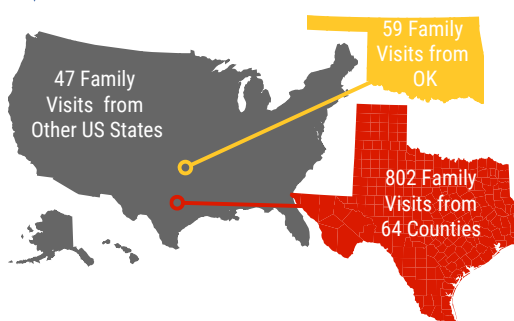 47 Family
Visits from
Other US States
59 Family
Visits from
OK
802 Family
Visits from
64 Counties